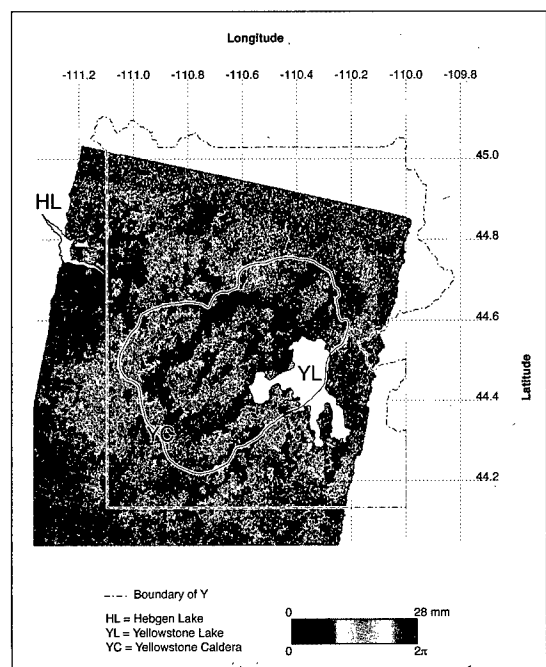 Longitude
-111.2 -111.0 -110.8 -110.6 -110.4 -110.2 -110.0 -109.8
45.0
HL
44.8
44.6
YL
Latitude
44.4
YC
44.2
Boundary of Y
HL = Hebgen Lake
YL = Yellowstone Lake
YC = Yellowstone Caldera
0 28 mm
0 2π